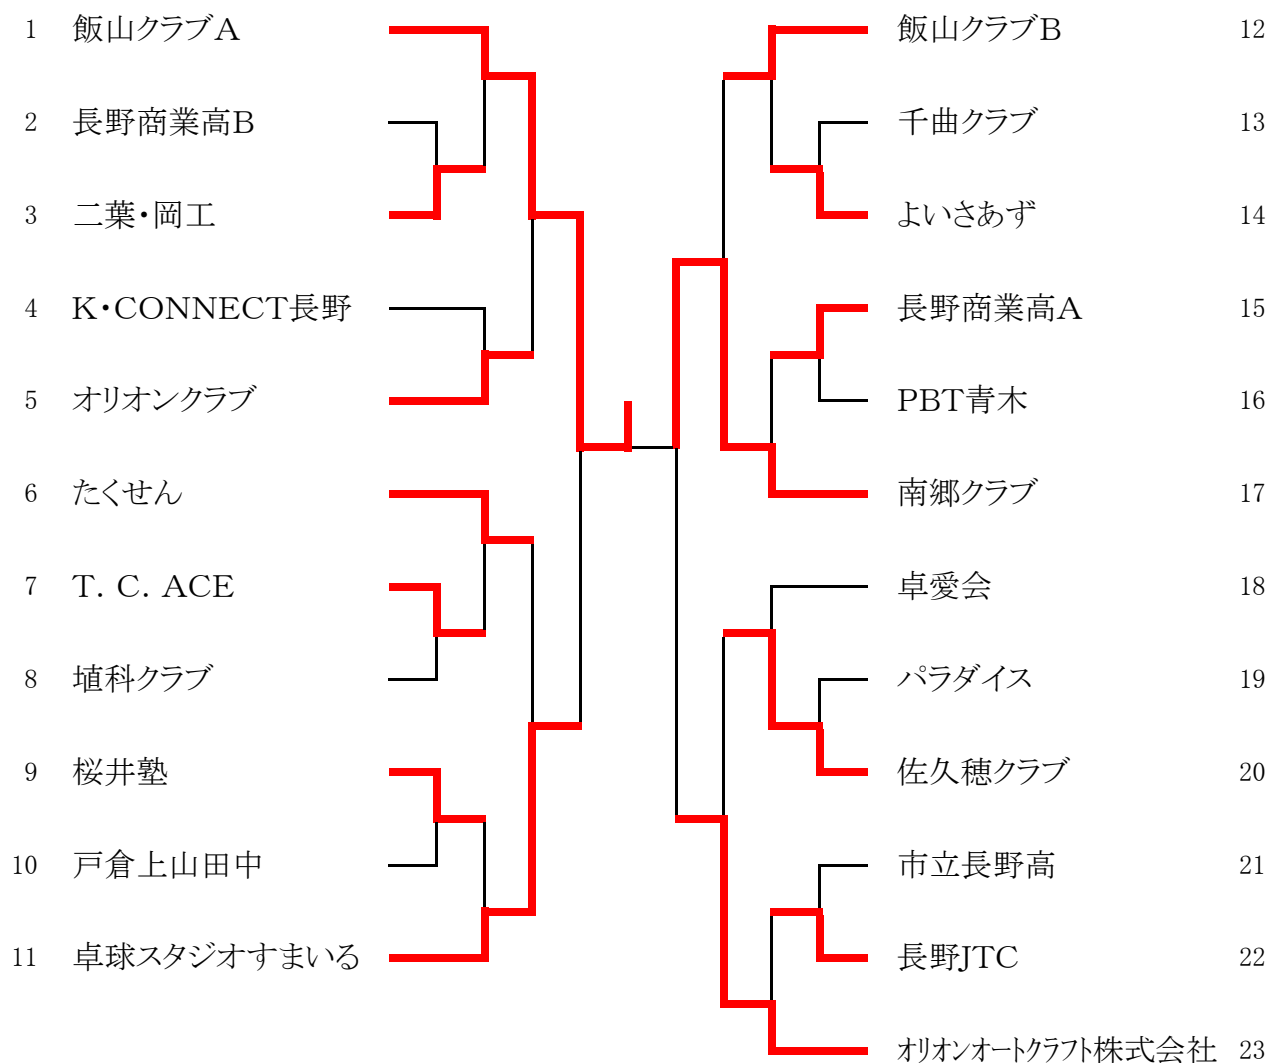 1 飯山クラブA
2 長野商業高B
3 二葉・岡工
4 K・CONNECT長野
5 オリオンクラブ
6 たくせん
7 T. C. ACE
8 埴科クラブ
9 桜井塾
10 戸倉上山田中
11 卓球スタジオすまいる
飯山クラブB 12
千曲クラブ 13
よいさあず 14
長野商業高A 15
PBT青木 16
南郷クラブ 17
卓愛会 18
パラダイス 19
佐久穂クラブ 20
市立長野高 21
長野JTC 22
オリオンオートクラフト株式会社 23